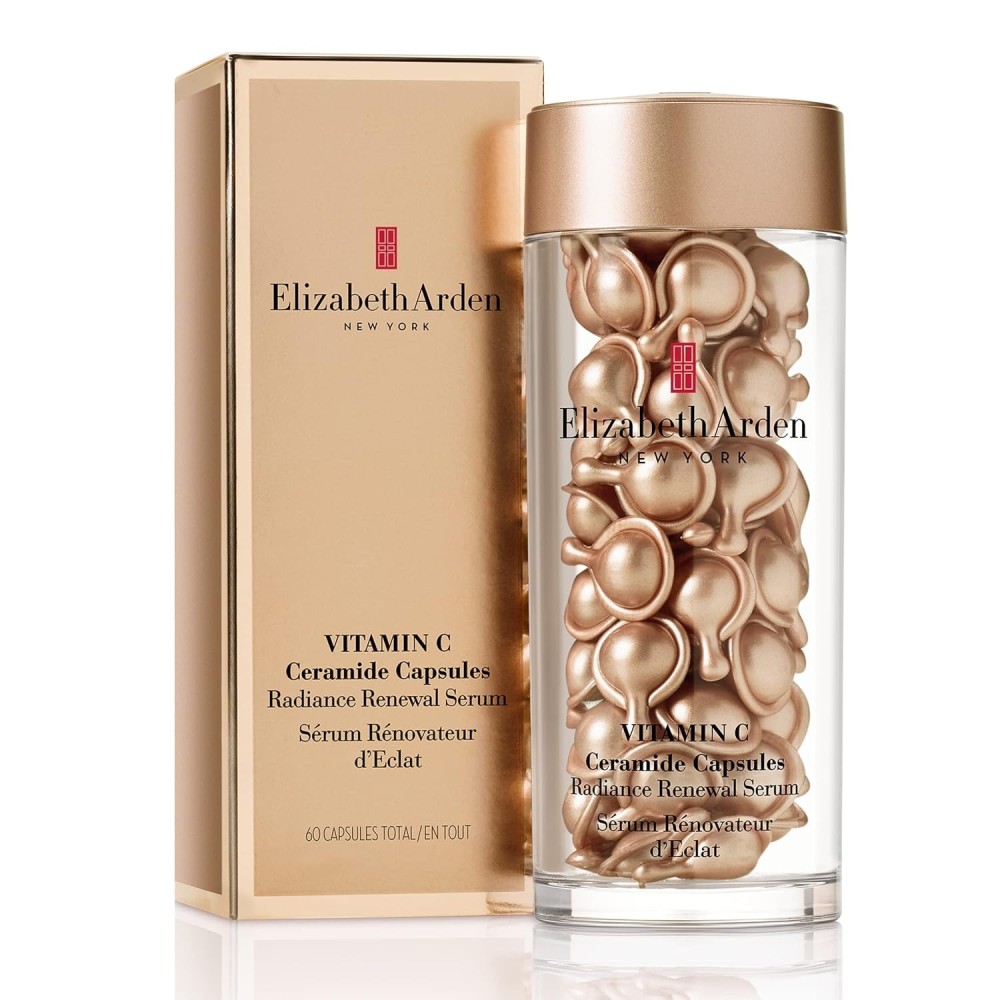 Elizabeth Arden
NEW YORK
VITAMIN C
Ceramide Capsules
Radiance Renewal Serum
Sérum Rénovateur
d'Eclat
60 CAPSULES TOTAL/EN TOUT
Elizabeth Arden
NEW YORK
VITAMIN C
Ceramide Capsules
Radiance Renewal Serum
Sérum Rénovateur
d'Eclat